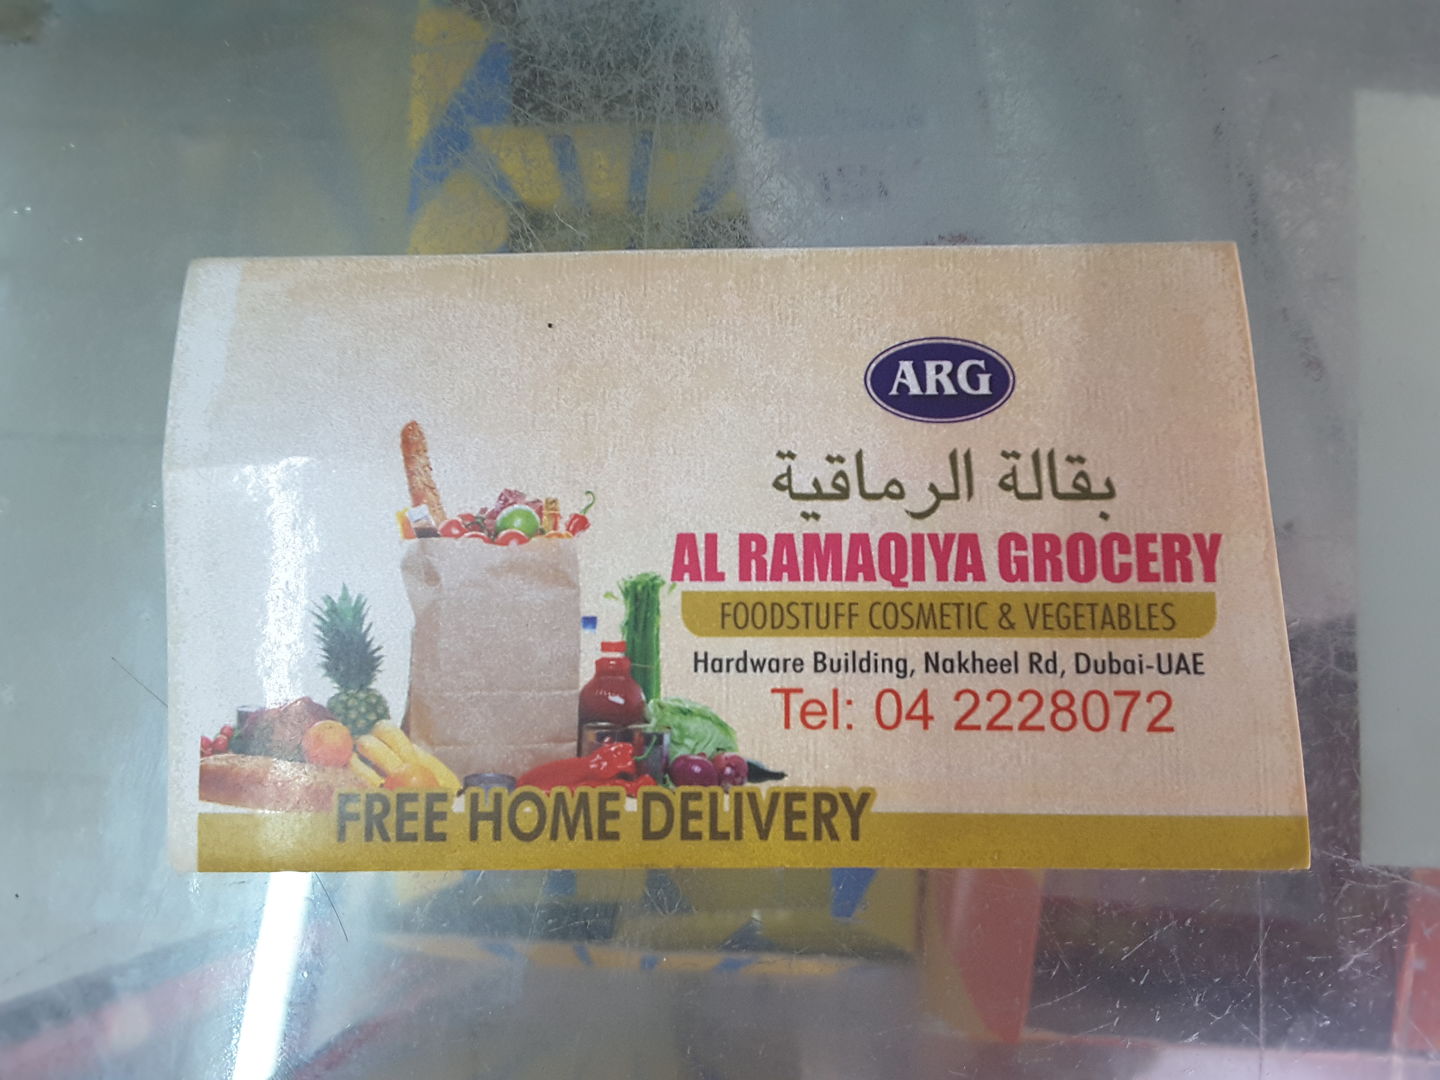 ARG
بقالة الرماقية
AL RAMAQIYA GROCERY
FOODSTUFF COSMETIC & VEGETABLES
Hardware Building, Nakheel Rd, Dubai-UAE
Tel: 04 2228072
FREE HOME DELIVERY